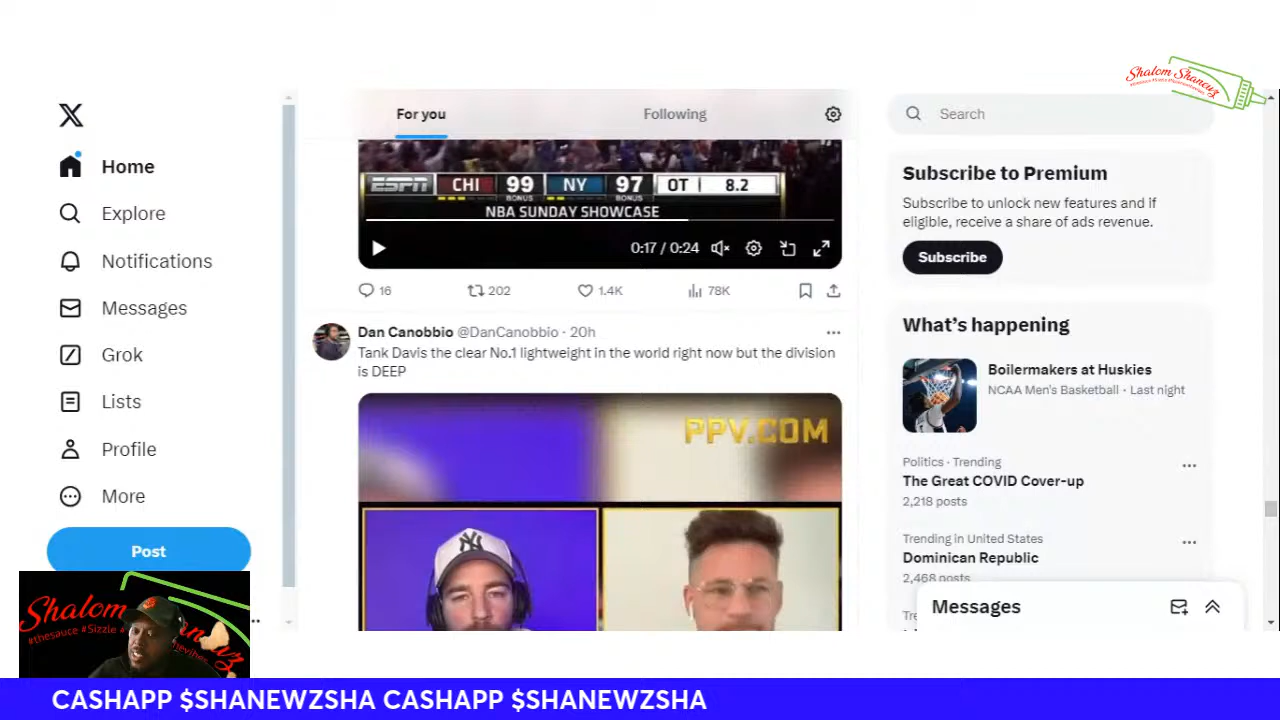 Shalom Shanewz
X
Home
Explore
Notifications
Messages
Grok
Lists
Profile
More
Post
For you
Following
ESPN CHI 99 NY 97 OT 8.2
BONUS BONUS
NBA SUNDAY SHOWCASE
0:17 / 0:24
16 202 1.4K 78K
Dan Canobbio @DanCanobbio · 20h
Tank Davis the clear No.1 lightweight in the world right now but the division
is DEEP
PPV.COM
NY
Search
Subscribe to Premium
Subscribe to unlock new features and if
eligible, receive a share of ads revenue.
Subscribe
What's happening
Boilermakers at Huskies
NCAA Men's Basketball · Last night
Politics · Trending
The Great COVID Cover-up
2,218 posts
Trending in United States
Dominican Republic
2,468 posts
Messages
Shalom
#thesauce #Sizzle
CASHAPP $SHANEWZSHA CASHAPP $SHANEWZSHA